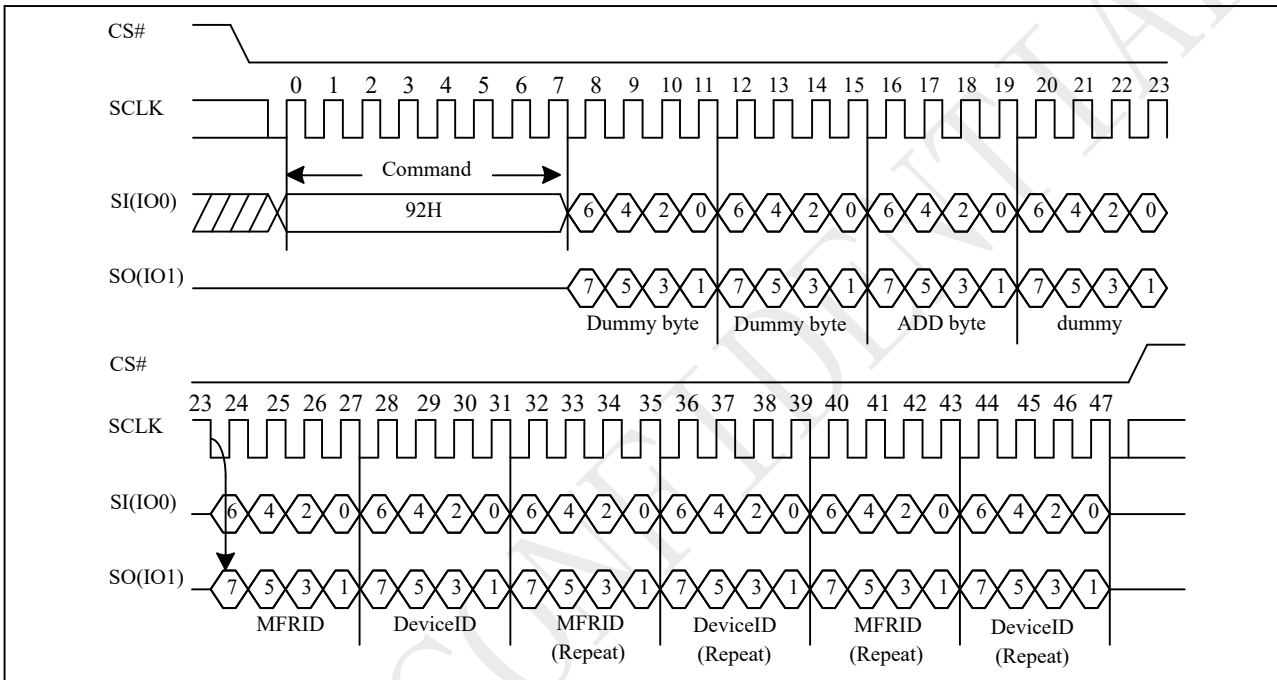 CS#
0 1 2 3 4 5 6 7 8 9 10 11 12 13 14 15 16 17 18 19 20 21 22 23
SCLK
Command
SI(IO0)
92H
6 4 2 0 6 4 2 0 6 4 2 0 6 4 2 0
SO(IO1)
7 5 3 1 7 5 3 1 7 5 3 1 7 5 3 1
Dummy byte Dummy byte ADD byte dummy
CS#
23 24 25 26 27 28 29 30 31 32 33 34 35 36 37 38 39 40 41 42 43 44 45 46 47
SCLK
SI(IO0)
6 4 2 0 6 4 2 0 6 4 2 0 6 4 2 0 6 4 2 0 6 4 2 0
SO(IO1)
7 5 3 1 7 5 3 1 7 5 3 1 7 5 3 1 7 5 3 1 7 5 3 1
MFRID DeviceID MFRID DeviceID MFRID DeviceID
(Repeat) (Repeat) (Repeat) (Repeat)
CONFIDENTIAL